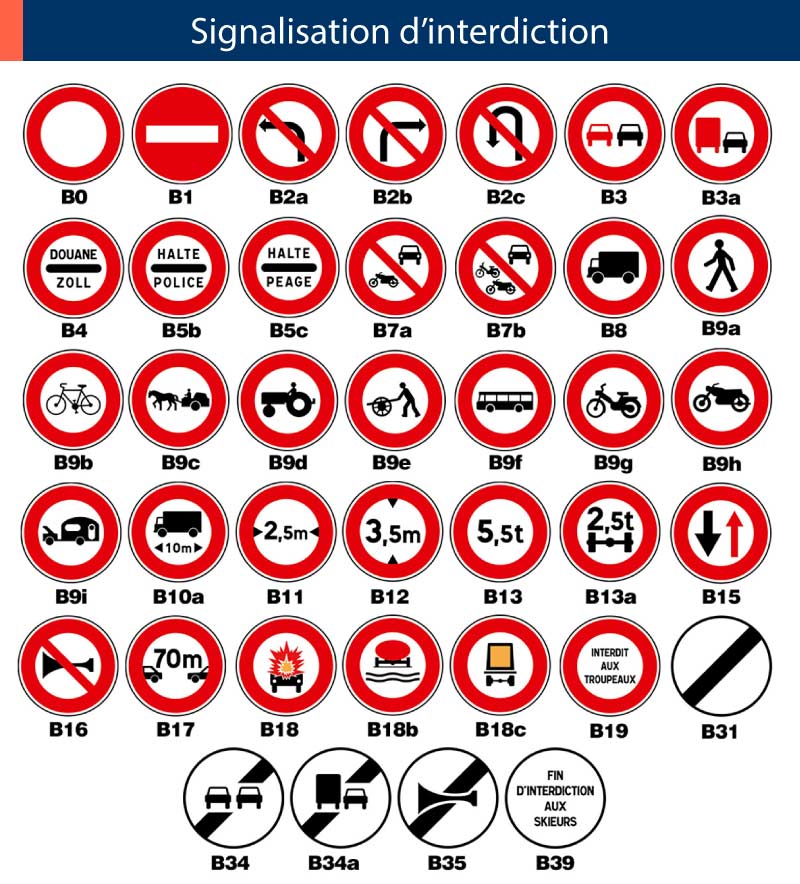 Signalisation d'interdiction
B0 B1 B2a B2b B2c B3 B3a
DOUANE
ZOLL
HALTE
POLICE
HALTE
PEAGE
B4 B5b B5c B7a B7b B8 B9a
B9b B9c B9d B9e B9f B9g B9h
10m
2,5m
3,5m
5,5t
2,5t
B9i B10a B11 B12 B13 B13a B15
70m
INTERDIT
AUX
TROUPEAUX
B16 B17 B18 B18b B18c B19 B31
FIN
D'INTERDICTION
AUX
SKIEURS
B34 B34a B35 B39